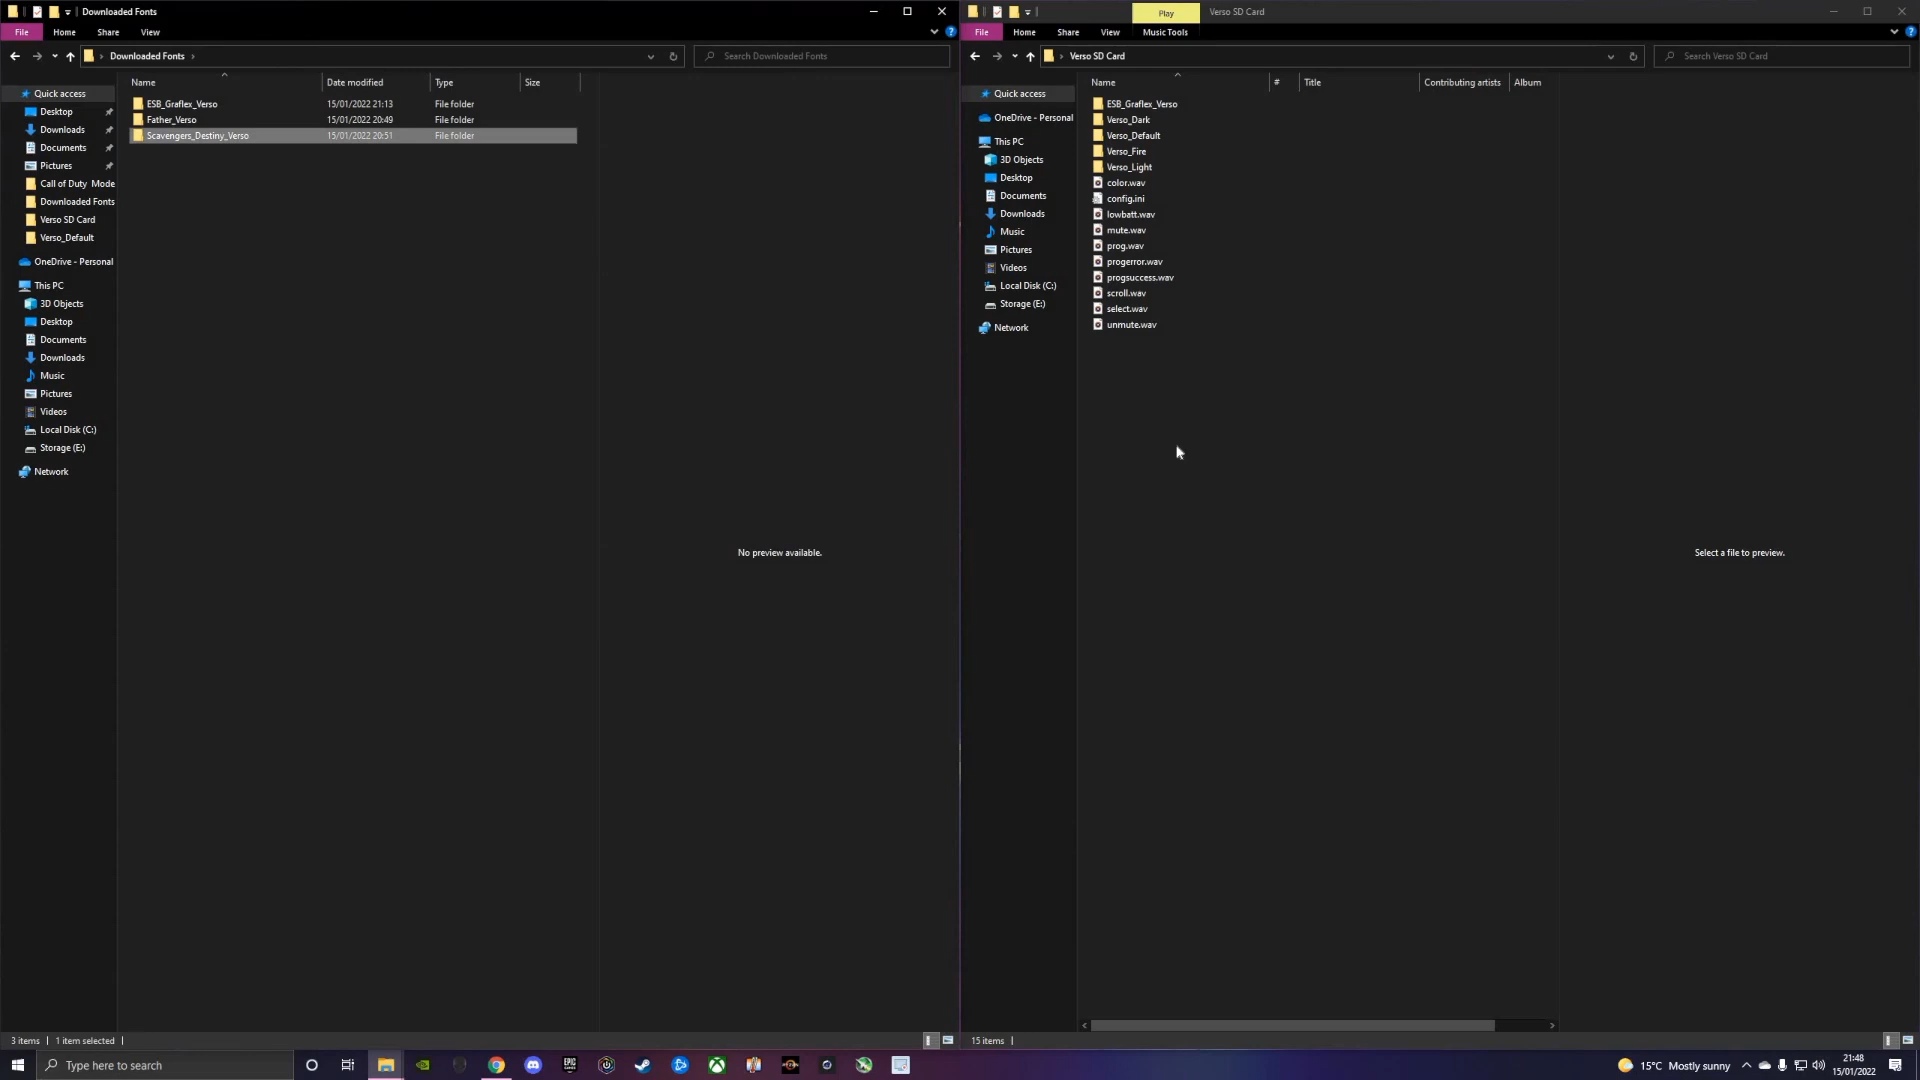 Downloaded Fonts
File Home Share View
Downloaded Fonts
Search Downloaded Fonts
Name Date modified Type Size
ESB_Graflex_Verso 15/01/2022 21:13 File folder
Father_Verso 15/01/2022 20:49 File folder
Scavengers_Destiny_Verso 15/01/2022 20:51 File folder
Quick access
Desktop
Downloads
Documents
Pictures
Call of Duty Mode
Downloaded Fonts
Verso SD Card
Verso_Default
OneDrive - Personal
This PC
3D Objects
Desktop
Documents
Downloads
Music
Pictures
Videos
Local Disk (C:)
Storage (E:)
Network
No preview available.
3 items 1 item selected
Play Verso SD Card
File Home Share View Music Tools
Verso SD Card
Search Verso SD Card
Name # Title Contributing artists Album
Quick access
OneDrive - Personal
This PC
3D Objects
Desktop
Documents
Downloads
Music
Pictures
Videos
Local Disk (C:)
Storage (E:)
Network
ESB_Graflex_Verso
Verso_Dark
Verso_Default
Verso_Fire
Verso_Light
color.wav
config.ini
lowbatt.wav
mute.wav
prog.wav
progerror.wav
progsuccess.wav
scroll.wav
select.wav
unmute.wav
Select a file to preview.
15 items
Type here to search
EPIC GAMES
15°C Mostly sunny
21:48
15/01/2022